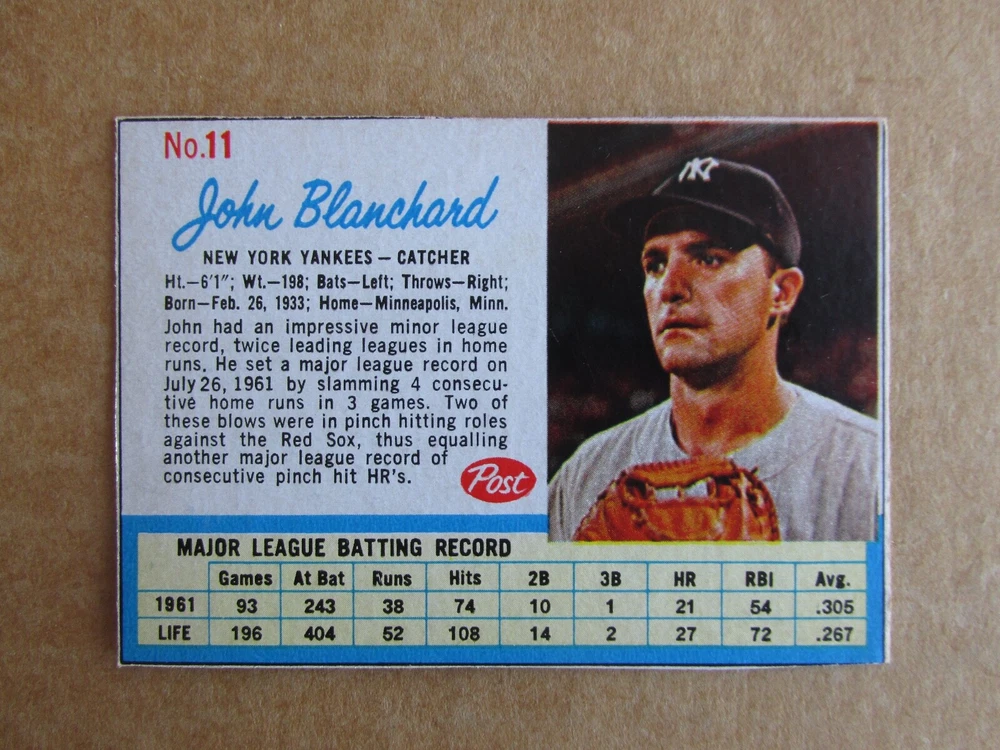 No.11
John Blanchard
NEW YORK YANKEES – CATCHER
Ht.–6'1"; Wt.–198; Bats–Left; Throws–Right;
Born–Feb. 26, 1933; Home–Minneapolis, Minn.
John had an impressive minor league
record, twice leading leagues in home
runs. He set a major league record on
July 26, 1961 by slamming 4 consecu-
tive home runs in 3 games. Two of
these blows were in pinch hitting roles
against the Red Sox, thus equalling
another major league record of
consecutive pinch hit HR's.
Post
NY
MAJOR LEAGUE BATTING RECORD
Games At Bat Runs Hits 2B 3B HR RBI Avg.
1961 93 243 38 74 10 1 21 54 .305
LIFE 196 404 52 108 14 2 27 72 .267